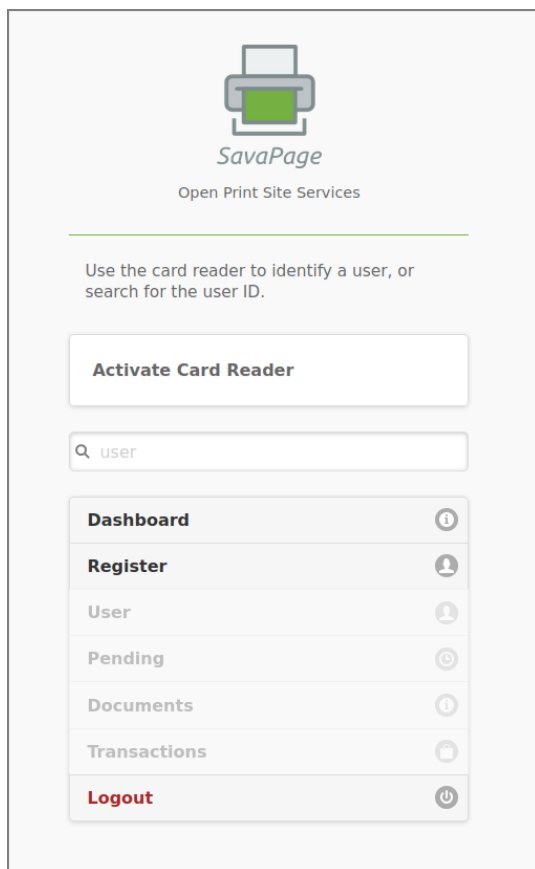 SavaPage
Open Print Site Services
Use the card reader to identify a user, or
search for the user ID.
Activate Card Reader
user
Dashboard
Register
User
Pending
Documents
Transactions
Logout